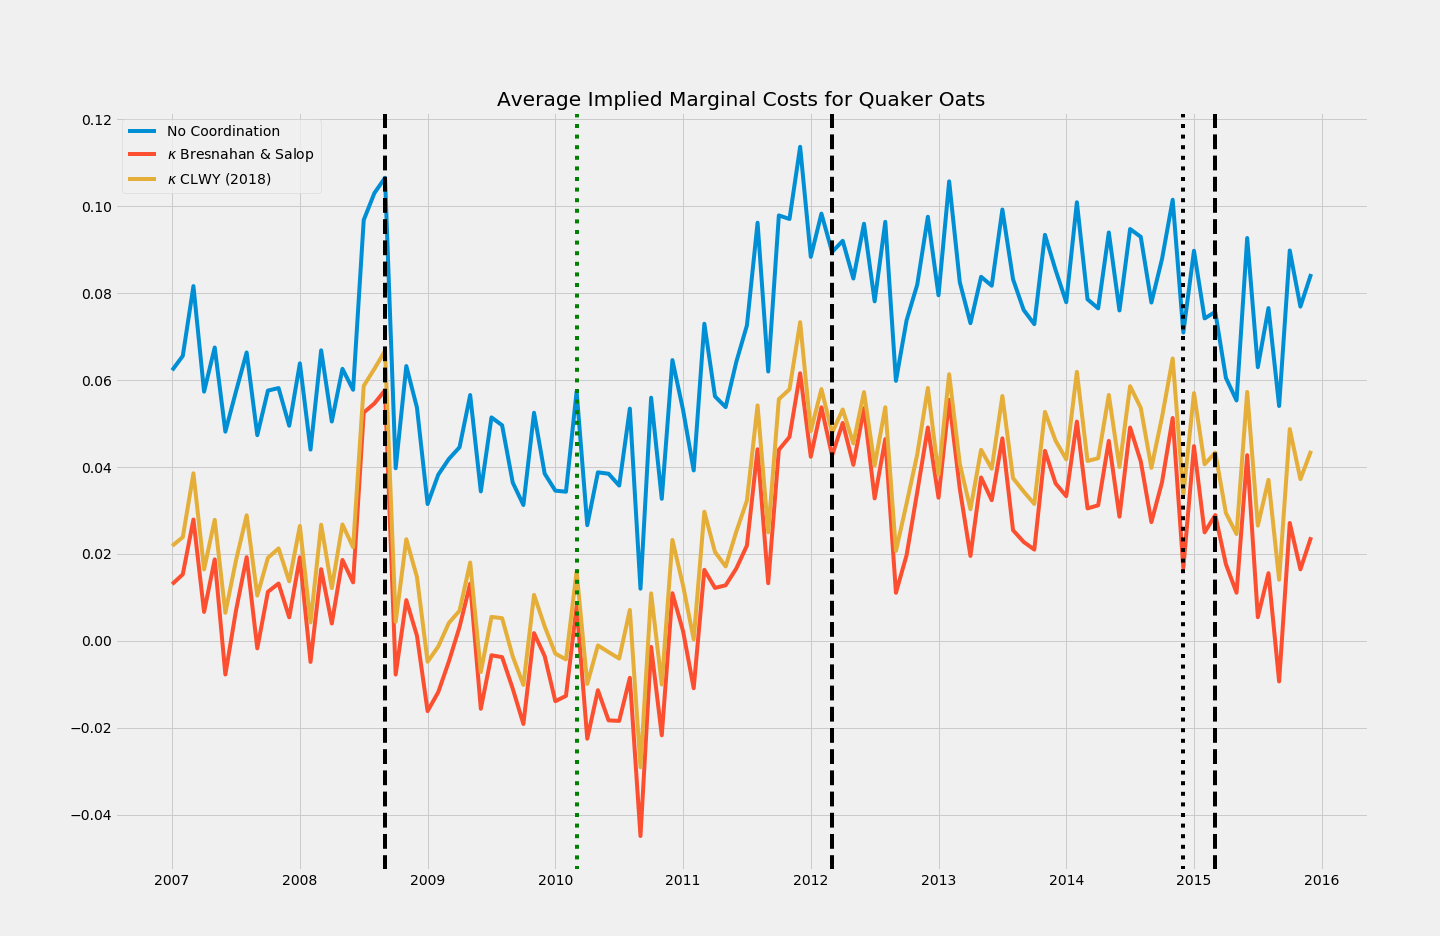 Average Implied Marginal Costs for Quaker Oats
No Coordination
κ Bresnahan & Salop
κ CLWY (2018)
0.12
0.10
0.08
0.06
0.04
0.02
0.00
−0.02
−0.04
2007 2008 2009 2010 2011 2012 2013 2014 2015 2016